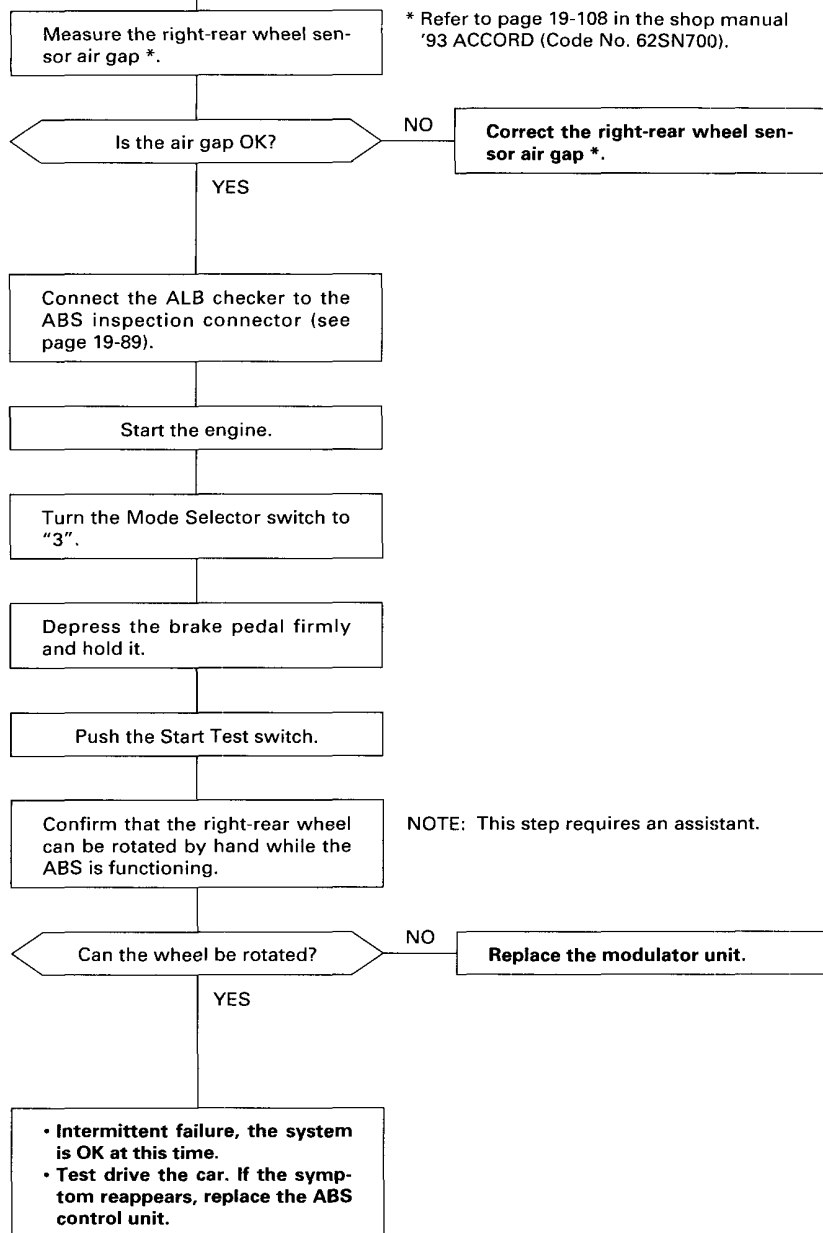 Measure the right-rear wheel sen-
sor air gap *.
* Refer to page 19-108 in the shop manual
'93 ACCORD (Code No. 62SN700).
Is the air gap OK?
NO
Correct the right-rear wheel sen-
sor air gap *.
YES
Connect the ALB checker to the
ABS inspection connector (see
page 19-89).
Start the engine.
Turn the Mode Selector switch to
"3".
Depress the brake pedal firmly
and hold it.
Push the Start Test switch.
Confirm that the right-rear wheel
can be rotated by hand while the
ABS is functioning.
NOTE: This step requires an assistant.
Can the wheel be rotated?
NO
Replace the modulator unit.
YES
• Intermittent failure, the system
is OK at this time.
• Test drive the car. If the symp-
tom reappears, replace the ABS
control unit.